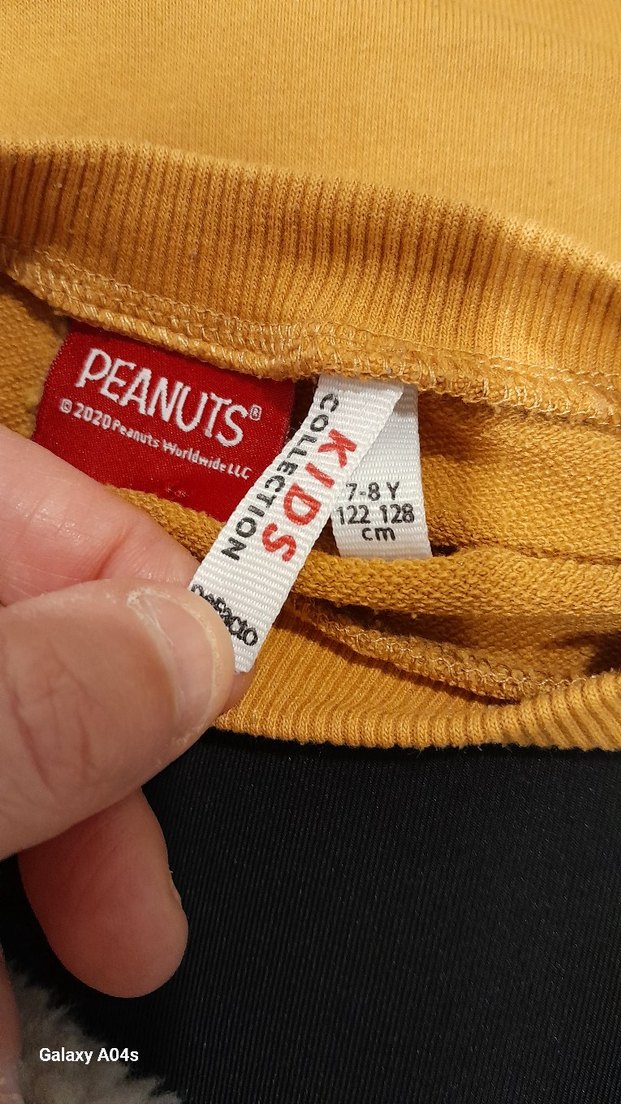 PEANUTS®
© 2020 Peanuts Worldwide LLC
KIDS
COLLECTION
DeFacto
7-8 Y
122 128
cm
Galaxy A04s